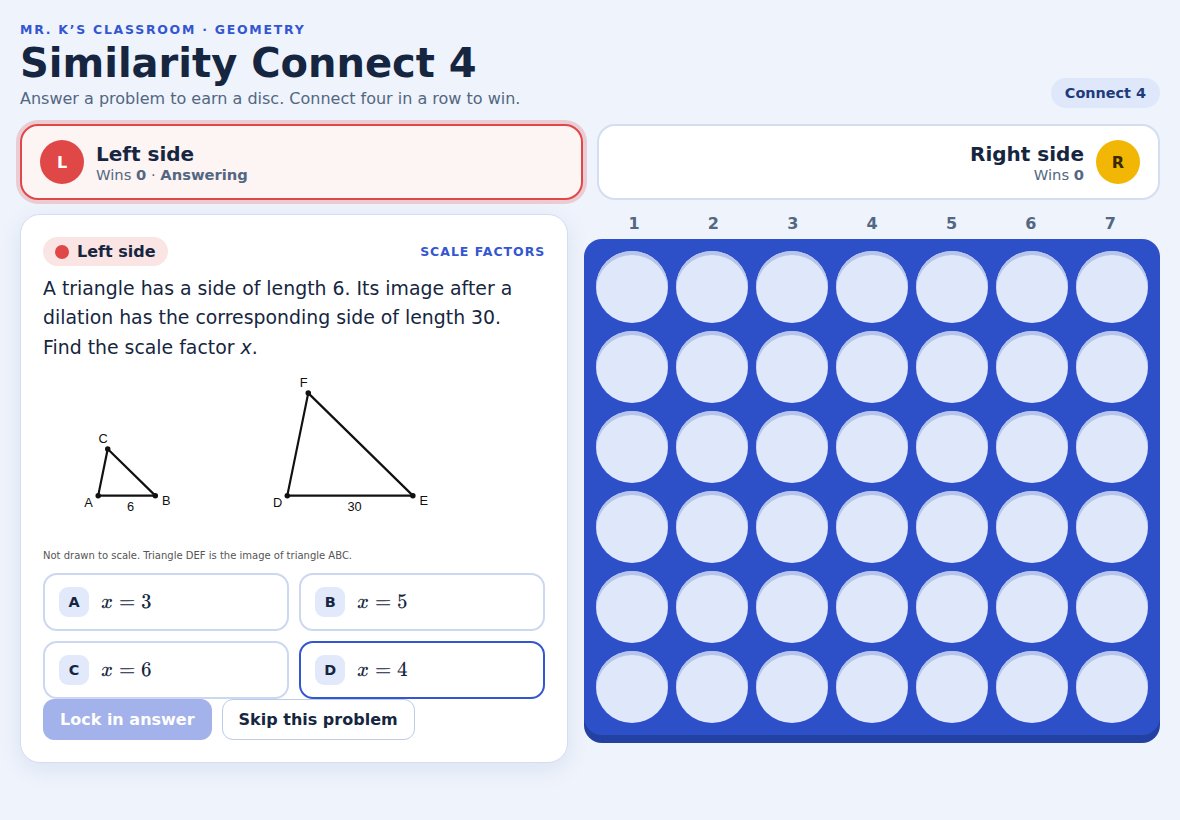 MR. K’S CLASSROOM · GEOMETRY
Similarity Connect 4
Answer a problem to earn a disc. Connect four in a row to win.
Connect 4
L
Left side
Wins 0 · Answering
Right side
Wins 0
R
Left side
SCALE FACTORS
A triangle has a side of length 6. Its image after a
dilation has the corresponding side of length 30.
Find the scale factor x.
F
C
A
6
B
D
30
E
Not drawn to scale. Triangle DEF is the image of triangle ABC.
A x = 3
B x = 5
C x = 6
D x = 4
Lock in answer
Skip this problem
1 2 3 4 5 6 7